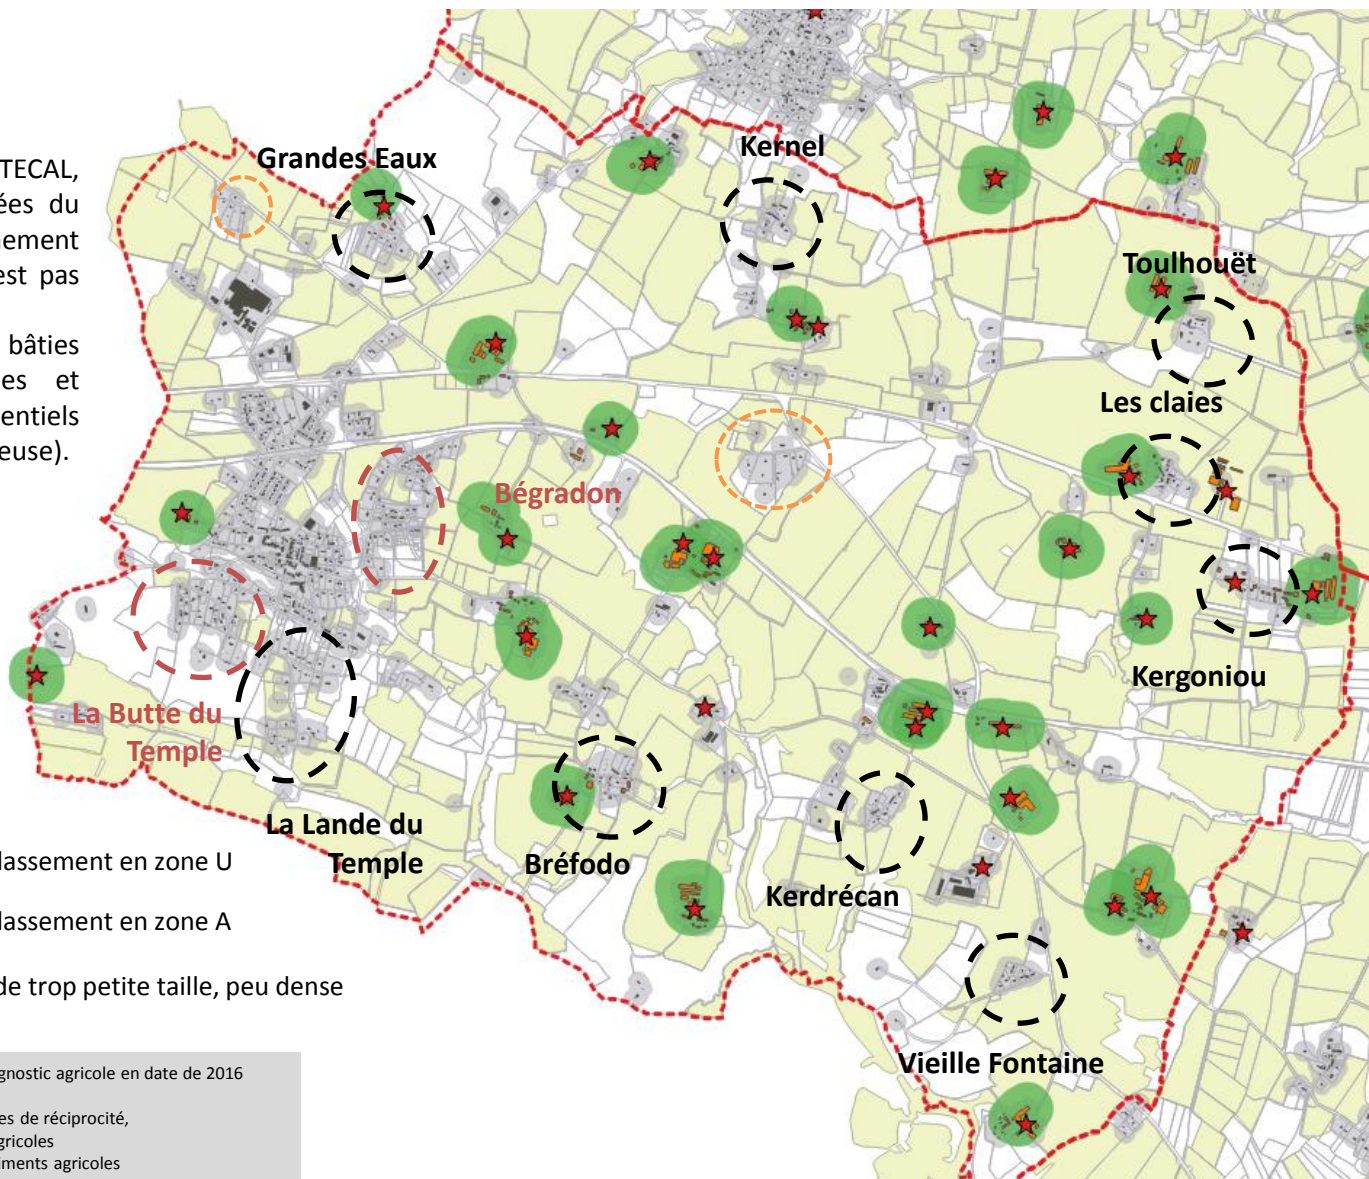 TECAL,
ées du
nement
est pas
bâties
es et
entiels
euse).
Grandes Eaux
Kernel
Toulhouët
Les claies
Bégradon
Kergoniou
La Butte du
Temple
La Lande du
Temple
Bréfodo
Kerdrécan
Vieille Fontaine
lassement en zone U
lassement en zone A
de trop petite taille, peu dense
gnostic agricole en date de 2016
es de réciprocité,
gricoles
iments agricoles